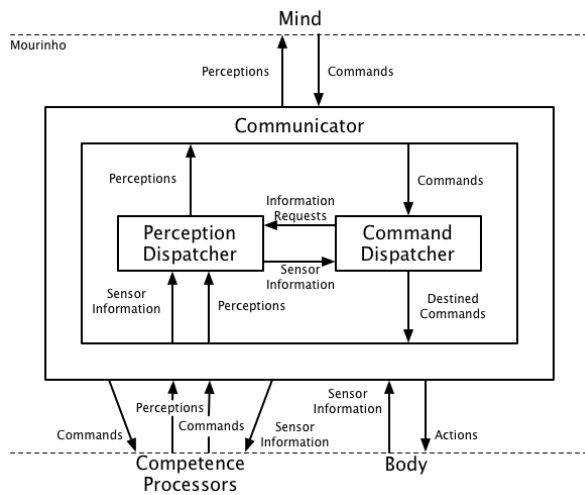 Mind
Mourinho
Perceptions
Commands
Communicator
Perceptions
Commands
Information
Requests
Perception
Dispatcher
Command
Dispatcher
Sensor
Information
Sensor
Information
Perceptions
Destined
Commands
Commands
Perceptions
Commands
Sensor
Information
Sensor
Information
Actions
Competence
Processors
Body